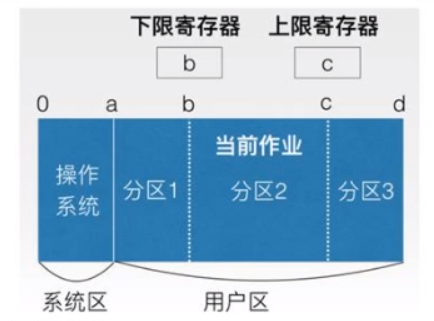 下限寄存器 上限寄存器
b c
0 a b c d
当前作业
操作
系统
分区1 分区2 分区3
系统区 用户区